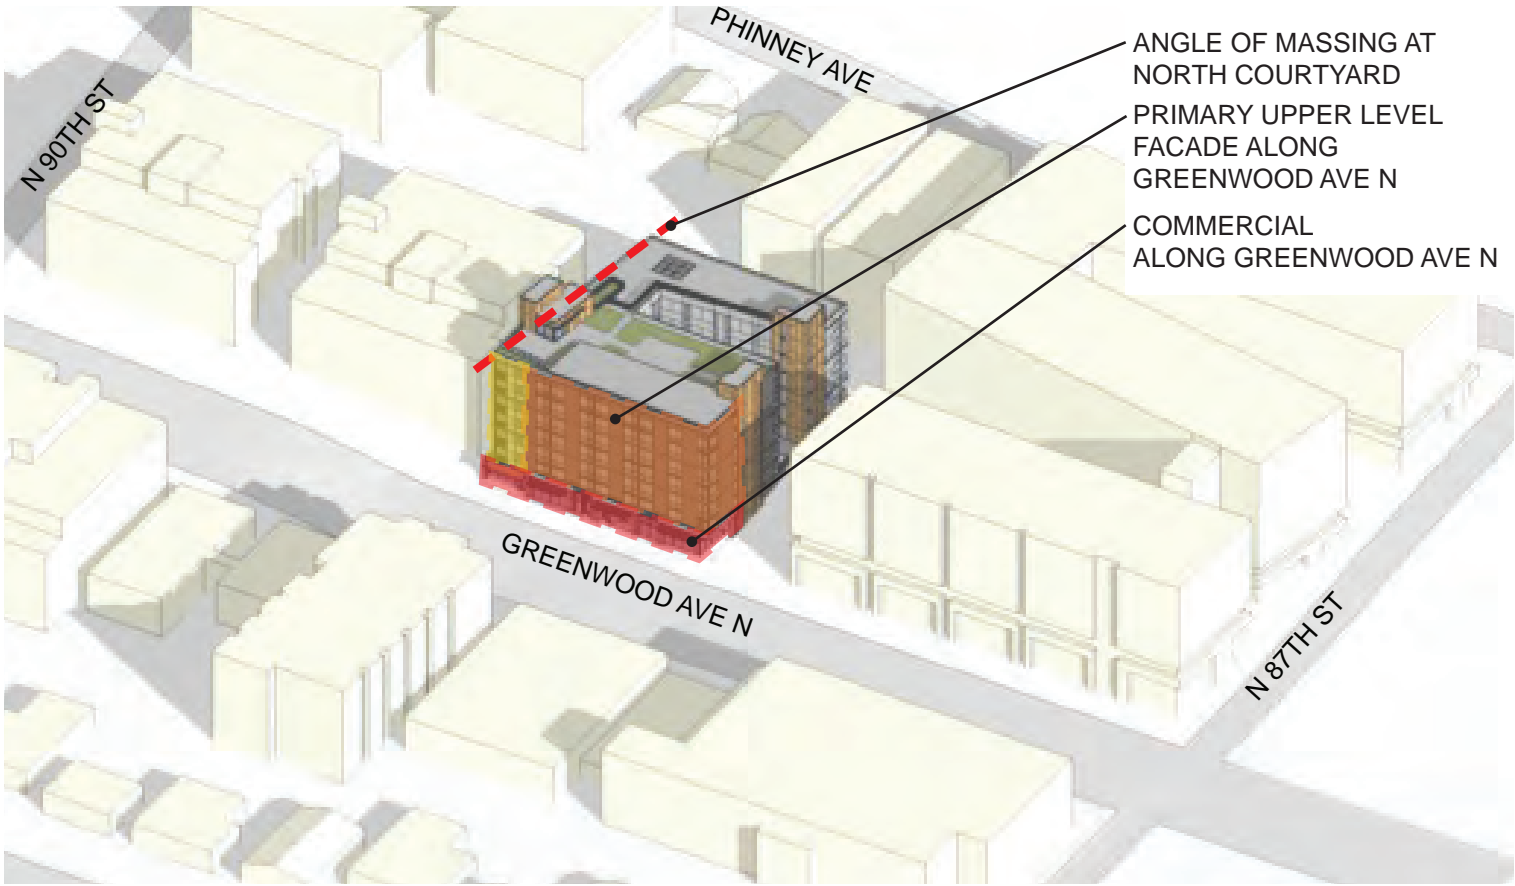 PHINNEY AVE
N 90TH ST
ANGLE OF MASSING AT
NORTH COURTYARD
PRIMARY UPPER LEVEL
FACADE ALONG
GREENWOOD AVE N
COMMERCIAL
ALONG GREENWOOD AVE N
GREENWOOD AVE N
N 87TH ST